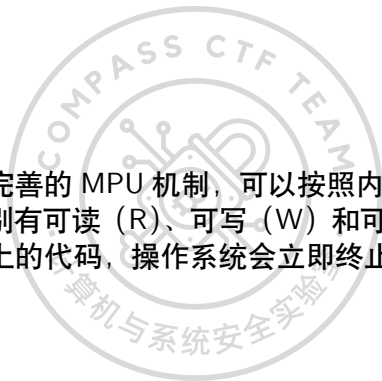 COMPASS CTF TEAM
完善的 MPU 机制，可以按照内
别有可读（R）、可写（W）和可
上的代码，操作系统会立即终止
计算机与系统安全实验室